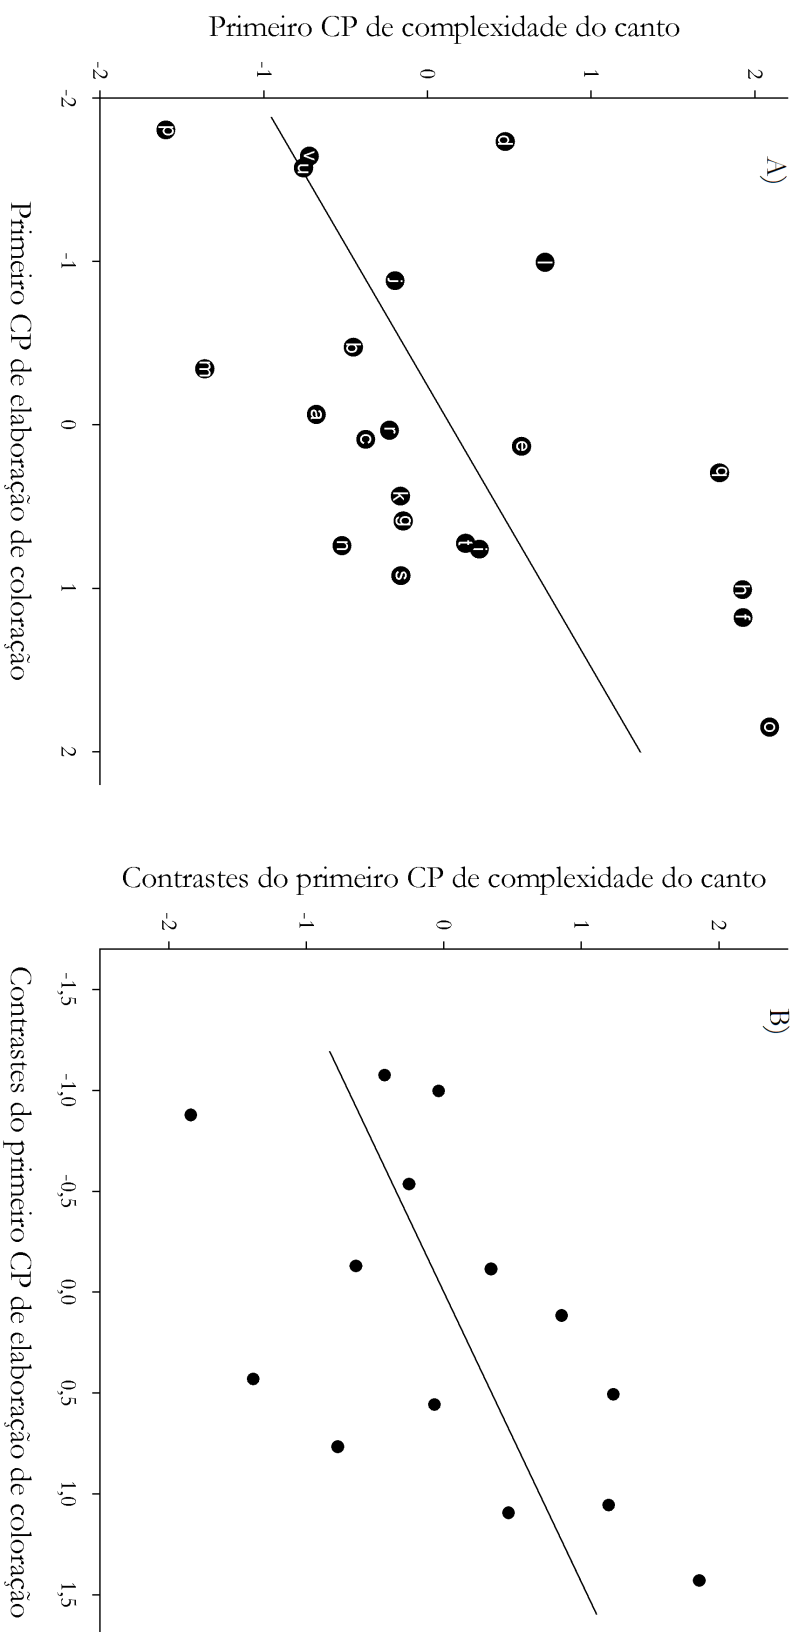 A)
Primeiro CP de complexidade do canto
2
1
0
-1
-2
-2
-1
0
1
2
Primeiro CP de elaboração de coloração
p
d
v
u
l
j
b
m
a
r
c
e
q
k
g
t
n
i
s
h
f
o
B)
Contrastes do primeiro CP de complexidade do canto
2
1
0
-1
-2
-1,5
-1,0
-0,5
0,0
0,5
1,0
1,5
Contrastes do primeiro CP de elaboração de coloração